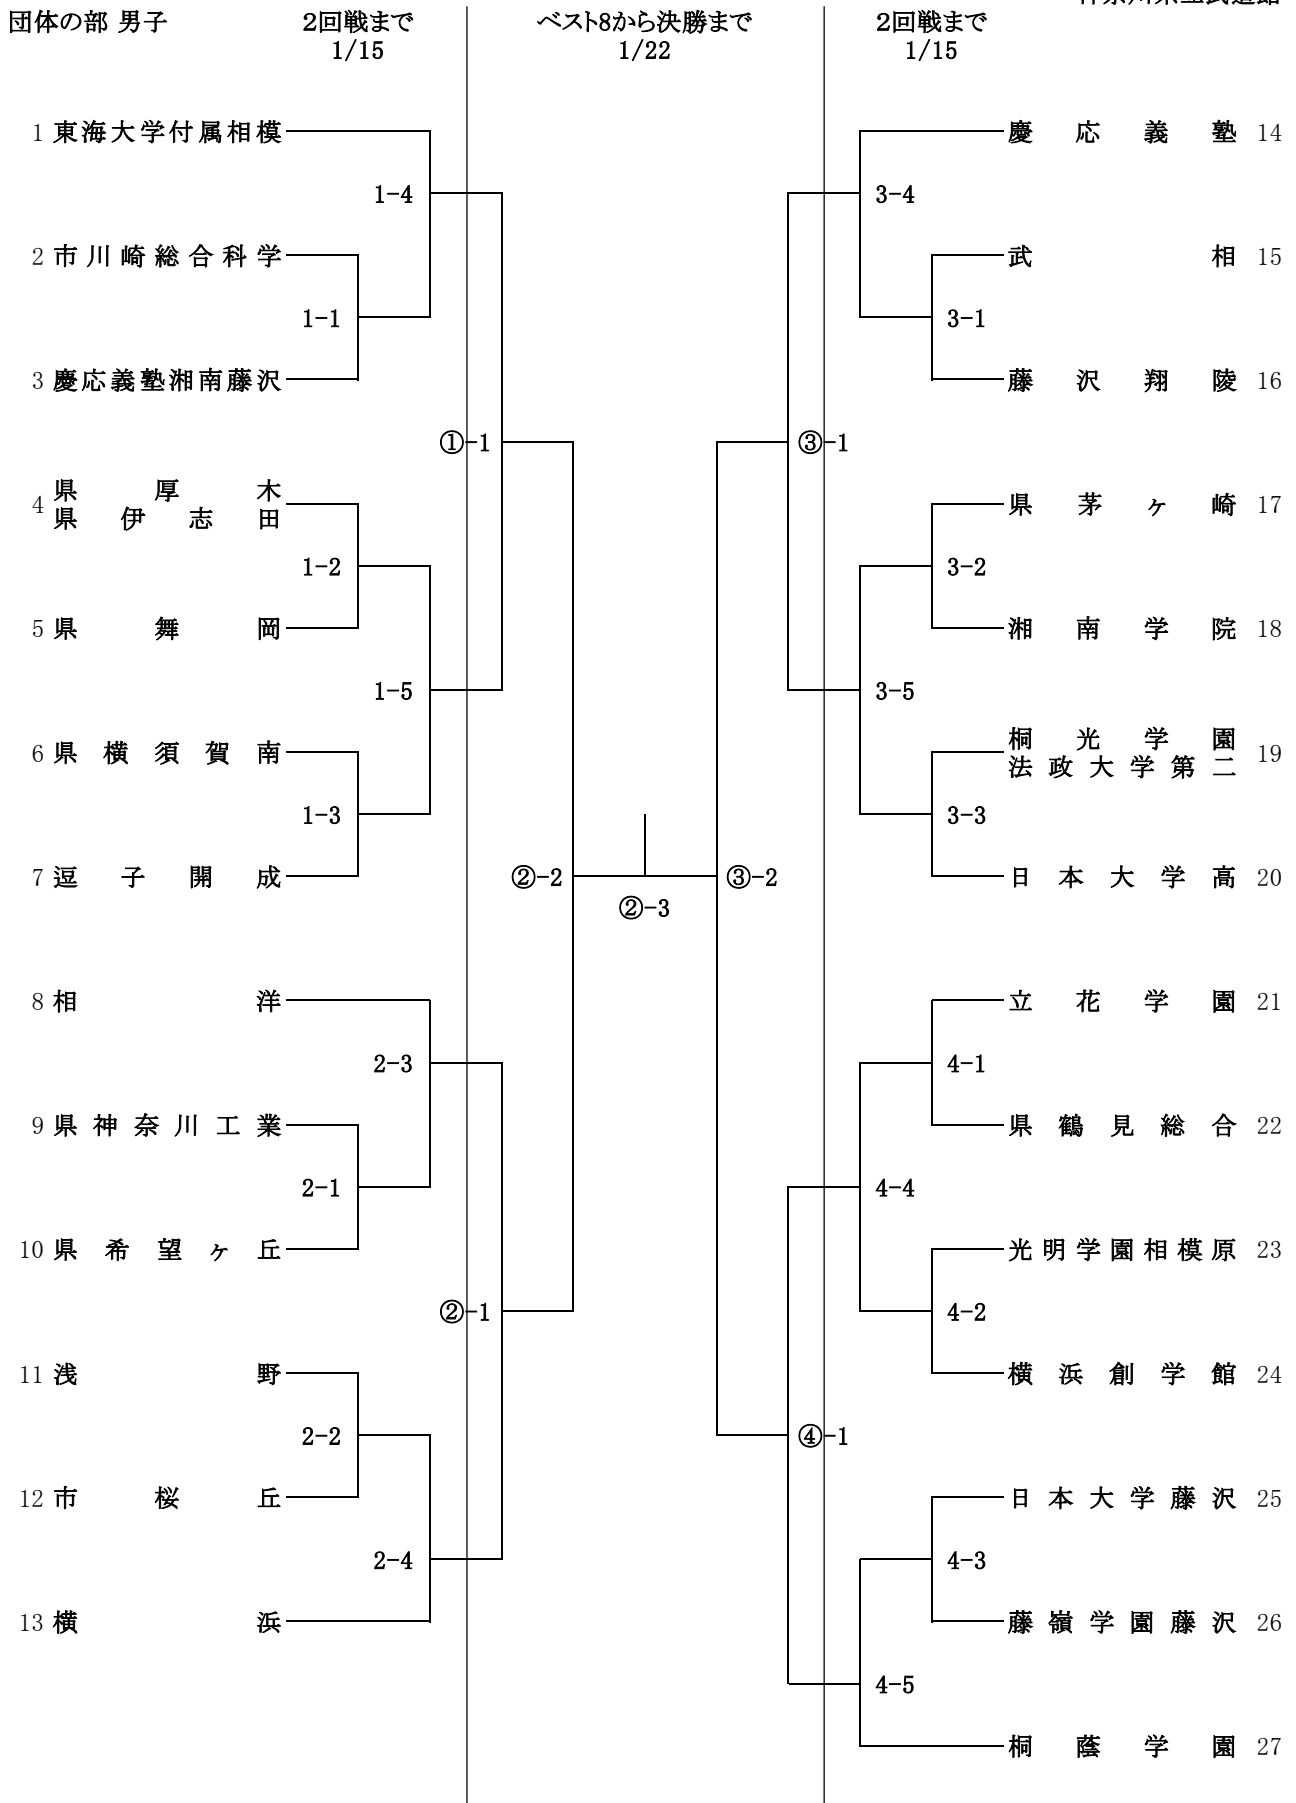 神奈川県立武道館
団体の部 男子 2回戦まで ベスト8から決勝まで 2回戦まで
1/15 1/22 1/15
1 東海大学付属相模
1-4
2 市川崎総合科学
1-1
3 慶応義塾湘南藤沢
①-1
4 県厚木
県伊志田
1-2
5 県舞岡
1-5
6 県横須賀南
1-3
7 逗子開成
②-2
8 相洋
2-3
9 県神奈川工業
2-1
10 県希望ヶ丘
②-1
11 浅野
2-2
12 市桜丘
2-4
13 横浜
②-3
慶応義塾 14
3-4
武相 15
3-1
藤沢翔陵 16
③-1
県茅ヶ崎 17
3-2
湘南学院 18
3-5
桐光学園
法政大学第二 19
3-3
日本大学高 20
③-2
立花学園 21
4-1
県鶴見総合 22
4-4
光明学園相模原 23
4-2
横浜創学館 24
④-1
日本大学藤沢 25
4-3
藤嶺学園藤沢 26
4-5
桐蔭学園 27